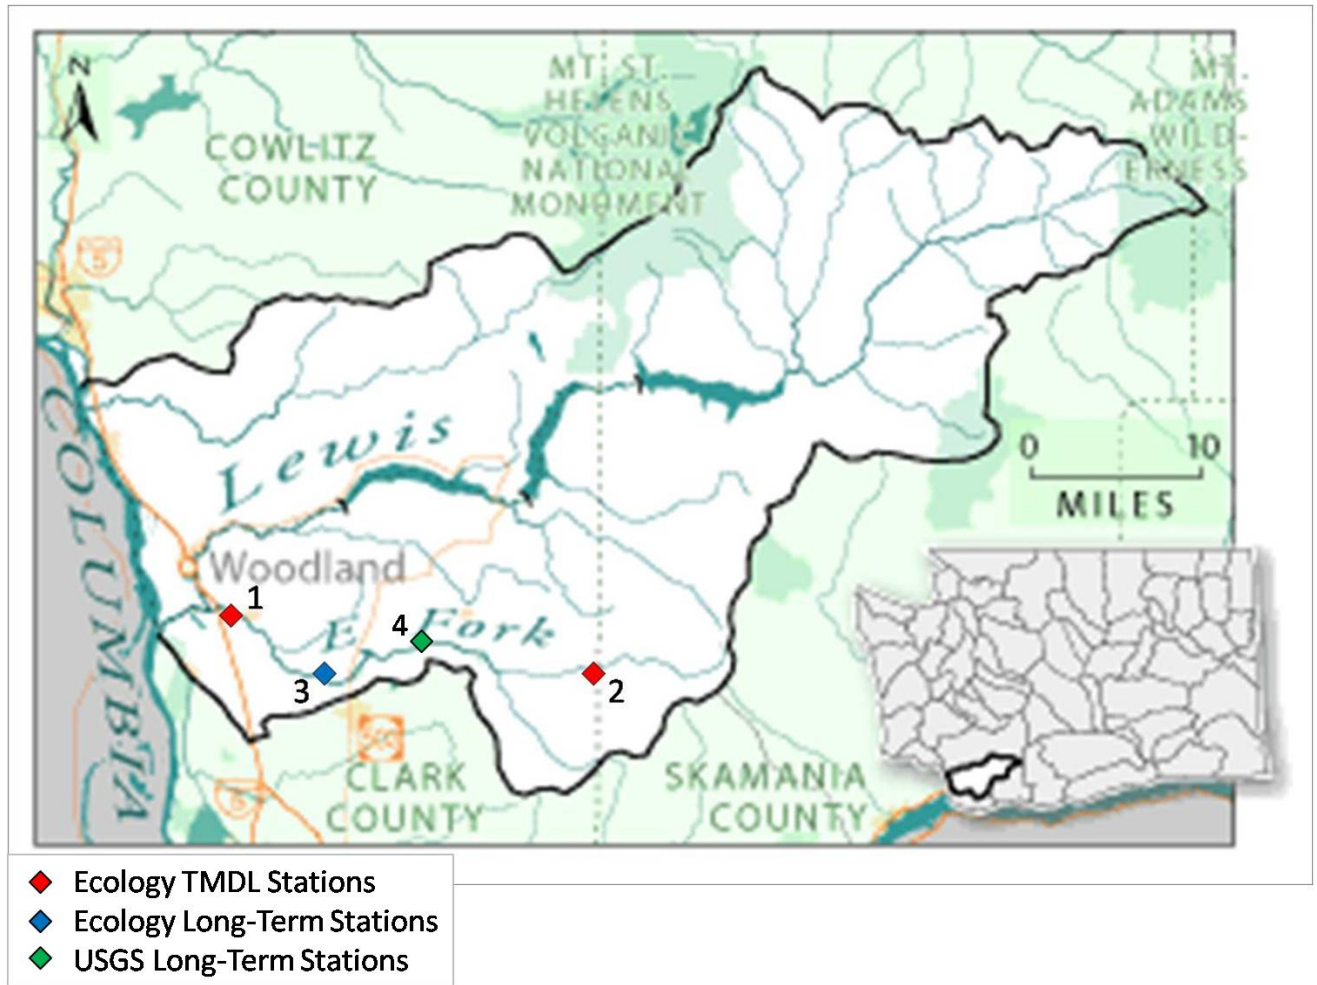 N
MT. ST.
HELENS
VOLCANIC
NATIONAL
MONUMENT
MT.
ADAMS
WILD-
ERNESS
COWLITZ
COUNTY
5
Lewis
0 10
MILES
COLUMBIA
Woodland
1
E Fork
4
3
2
CLARK
COUNTY
SKAMANIA
COUNTY
Ecology TMDL Stations
Ecology Long-Term Stations
USGS Long-Term Stations